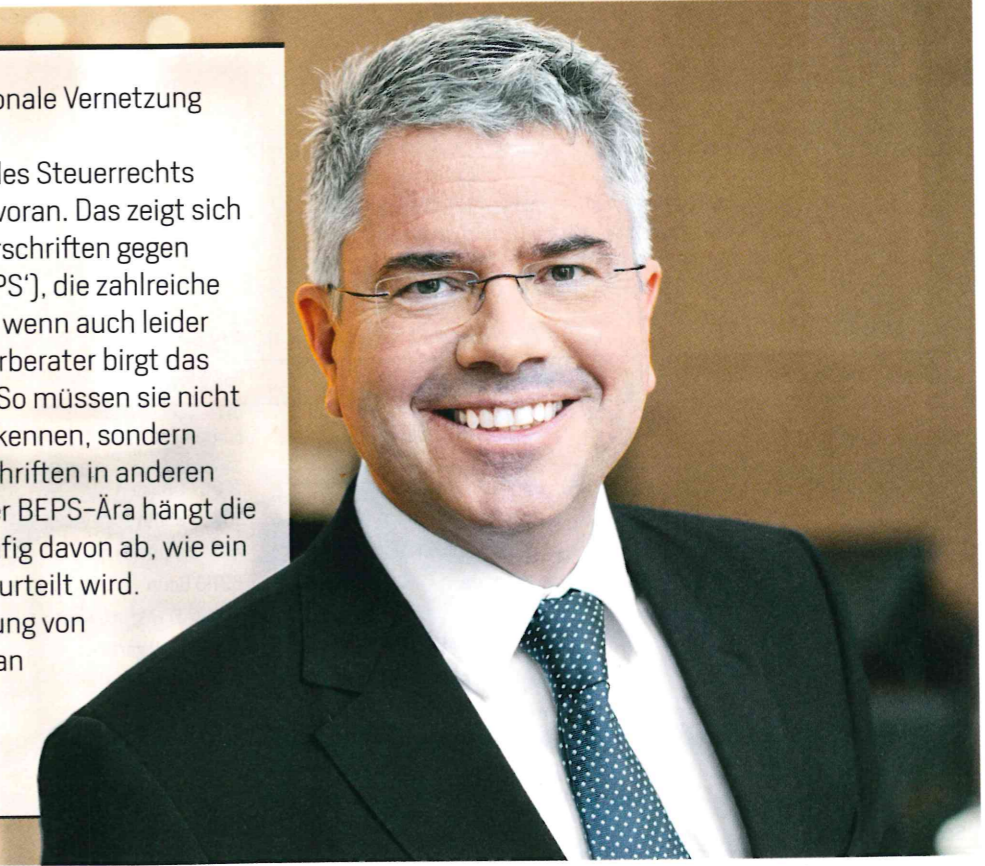 onale Vernetzung
les Steuerrechts
voran. Das zeigt sich
rschriften gegen
PS‘), die zahlreiche
wenn auch leider
rberater birgt das
So müssen sie nicht
kennen, sondern
hriften in anderen
r BEPS-Ära hängt die
fig davon ab, wie ein
urteilt wird.
ung von
an